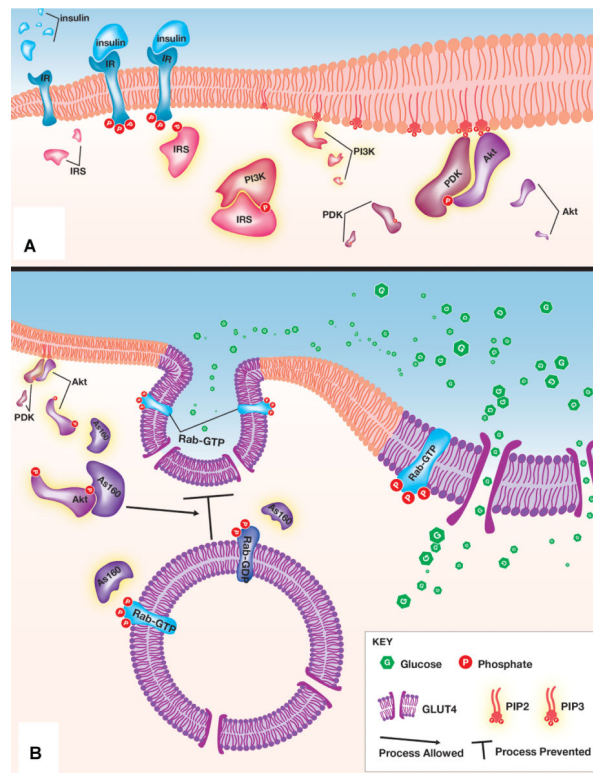 insulin
insulin
insulin
IR
IR
IR
P
P
P
P
P
P
IRS
IRS
PI3K
IRS
P
PI3K
PDK
Akt
P
PDK
Akt
A
Akt
PDK
As160
Rab-GTP
P
P
Akt
As160
As160
As160
P
Rab-GDP
P
P
Rab-GTP
Rab-GTP
P
P
P
G
G
G
G
G
G
KEY
G
Glucose
P
Phosphate
GLUT4
PIP2
PIP3
Process Allowed
Process Prevented
B